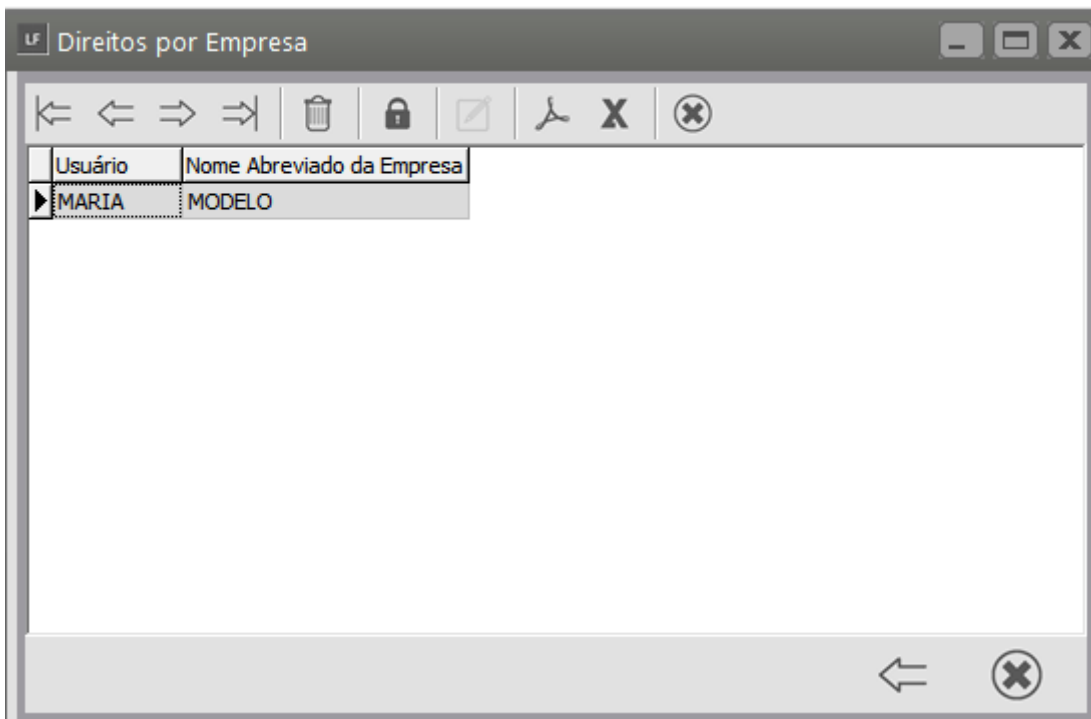 LF Direitos por Empresa
Usuário Nome Abreviado da Empresa
MARIA MODELO